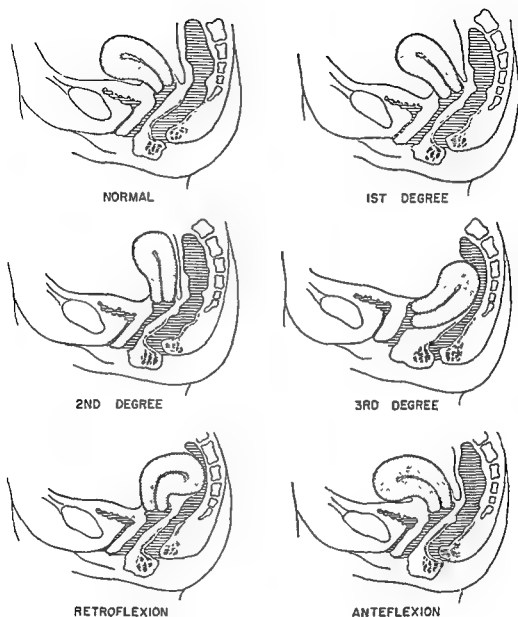 NORMAL
1ST DEGREE
2ND DEGREE
3RD DEGREE
RETROFLEXION
ANTEFLEXION